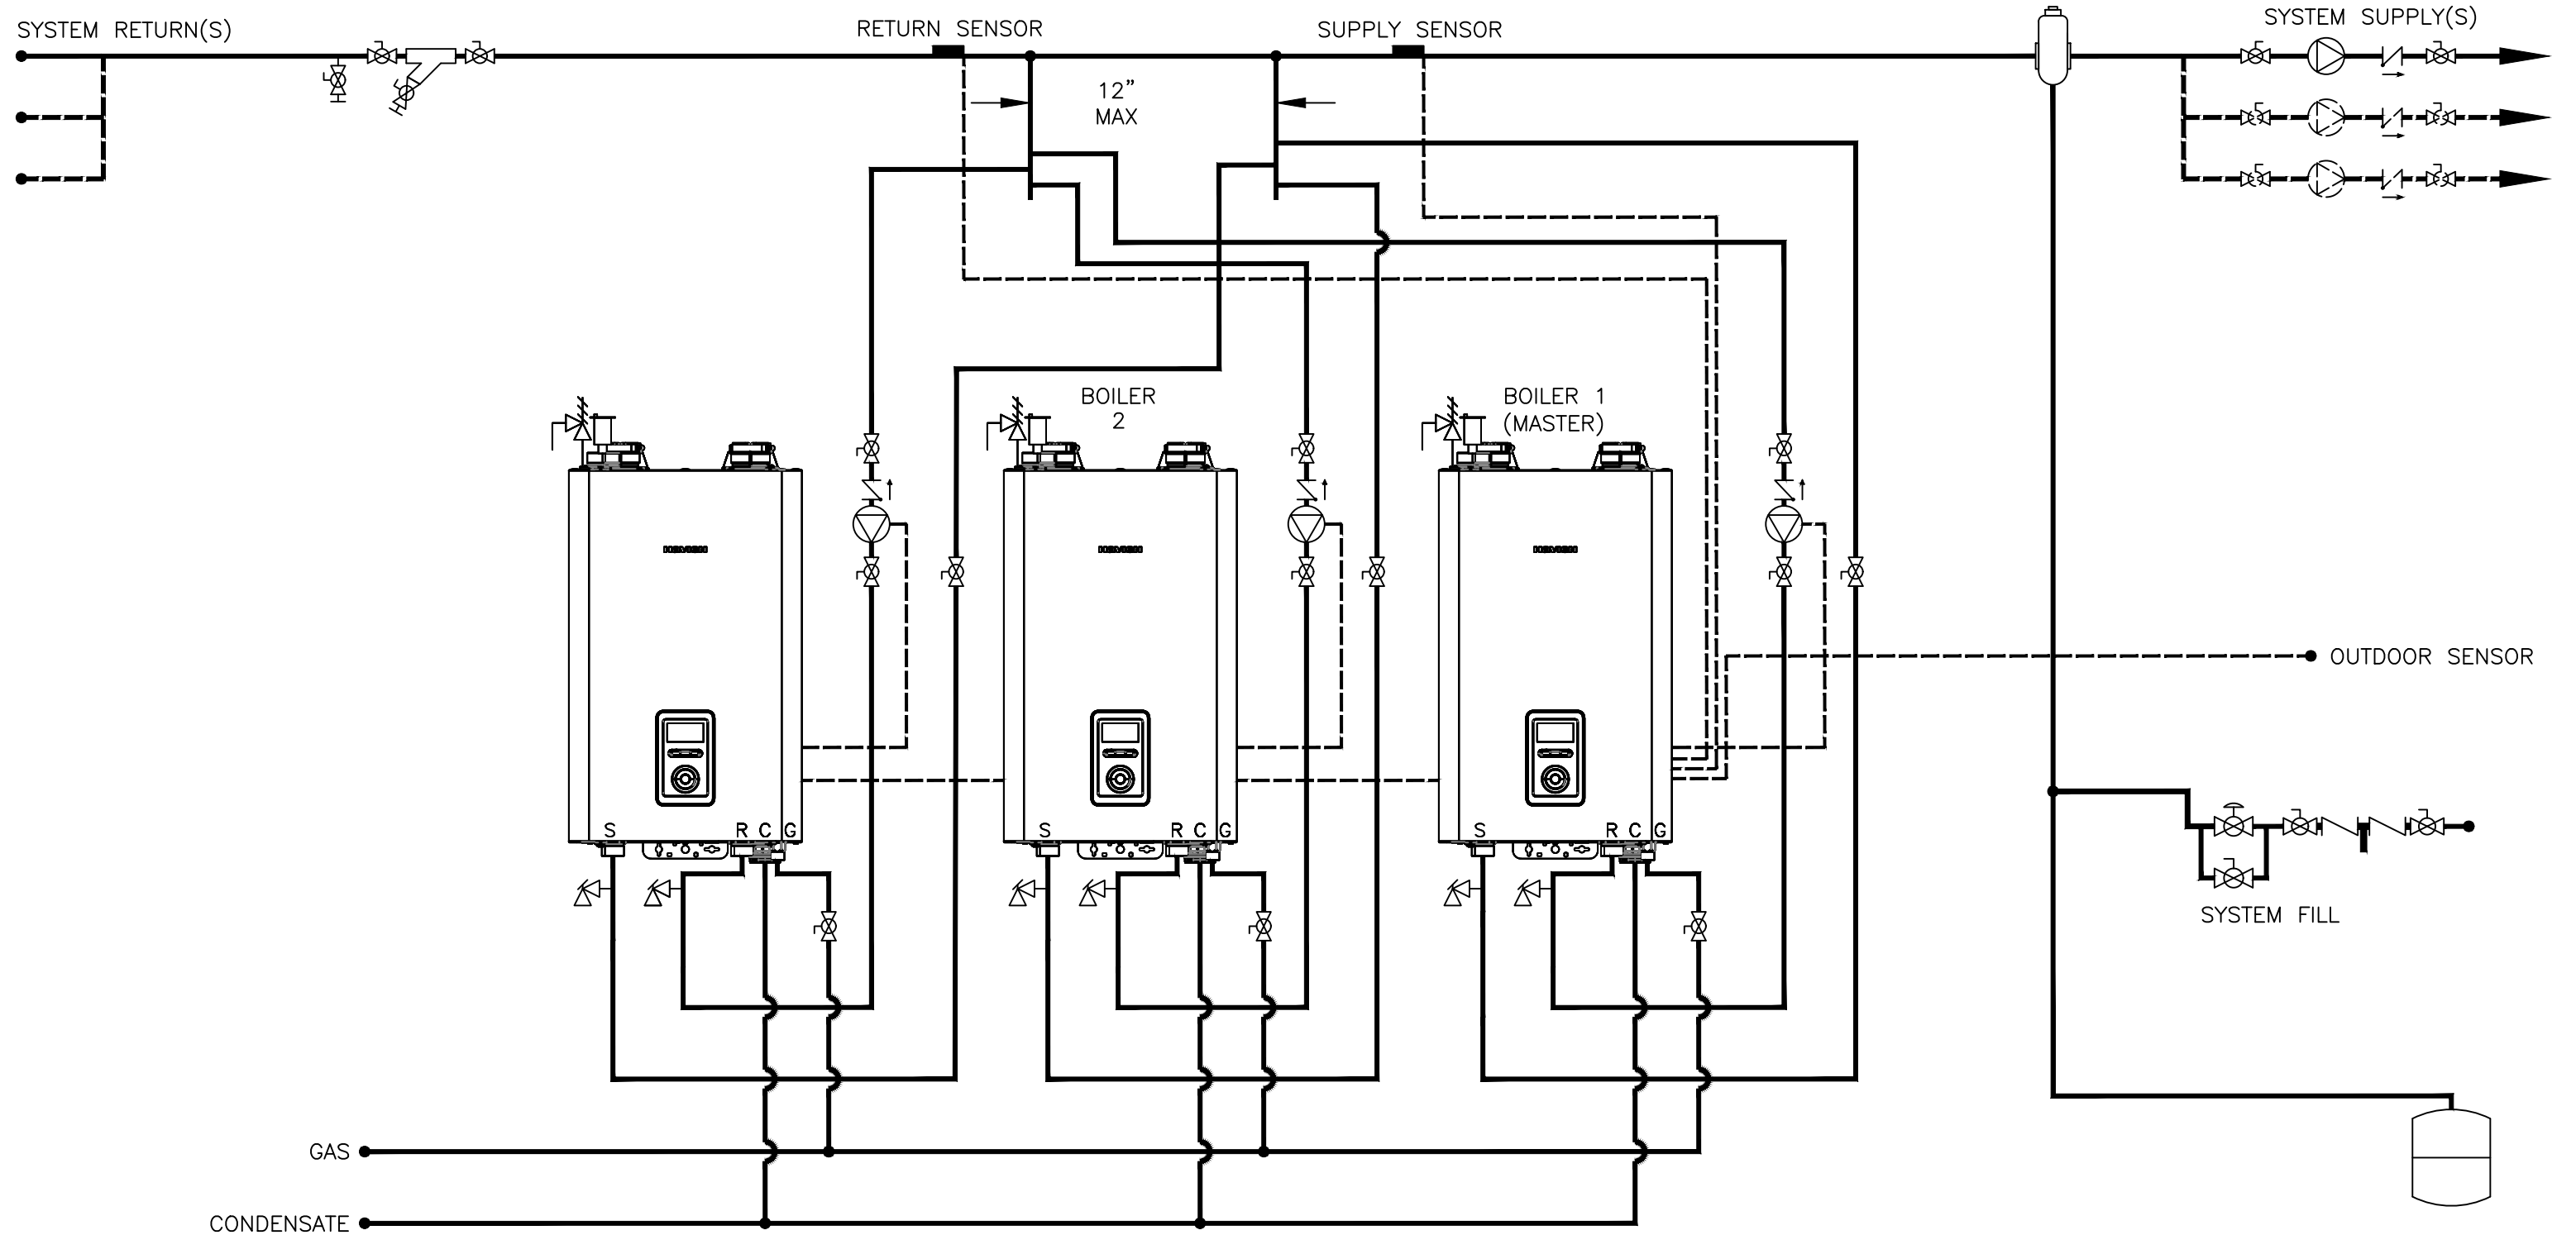 SYSTEM RETURN(S)
RETURN SENSOR
SUPPLY SENSOR
SYSTEM SUPPLY(S)
12”
MAX
BOILER
2
BOILER 1
(MASTER)
OUTDOOR SENSOR
S R C G
S R C G
S R C G
SYSTEM FILL
GAS
CONDENSATE